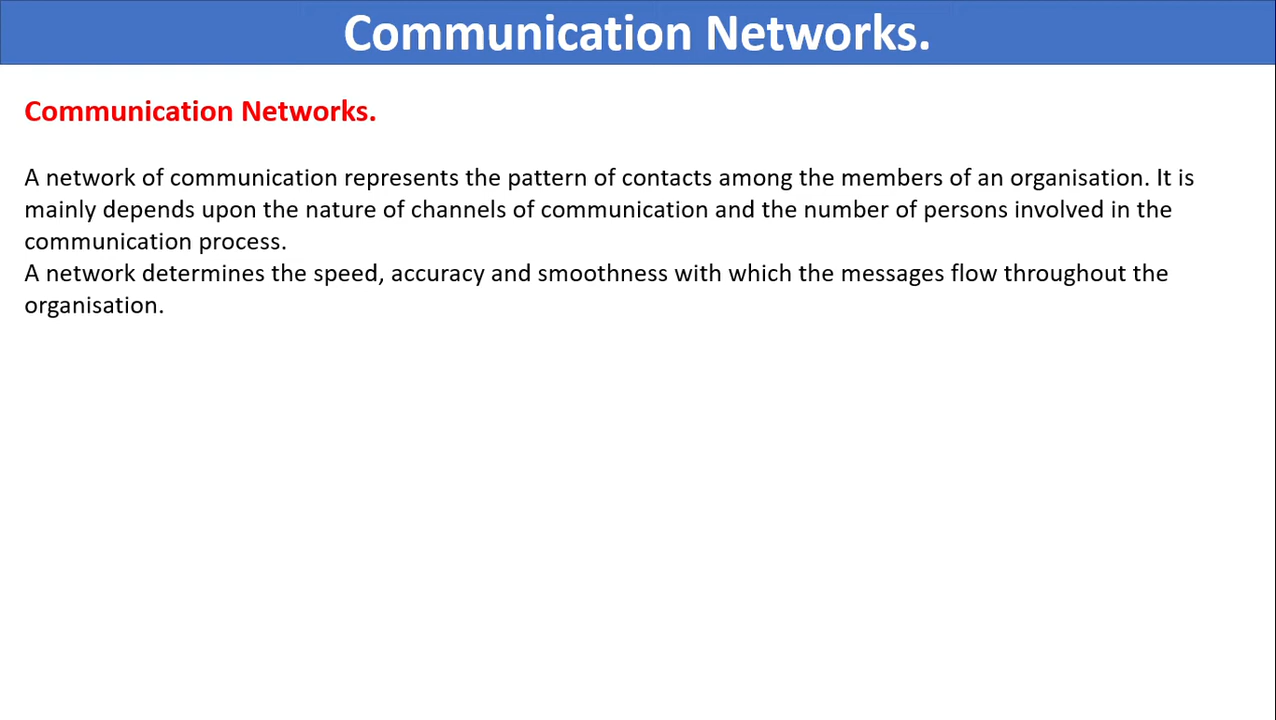 Communication Networks.
Communication Networks.
A network of communication represents the pattern of contacts among the members of an organisation. It is
mainly depends upon the nature of channels of communication and the number of persons involved in the
communication process.
A network determines the speed, accuracy and smoothness with which the messages flow throughout the
organisation.